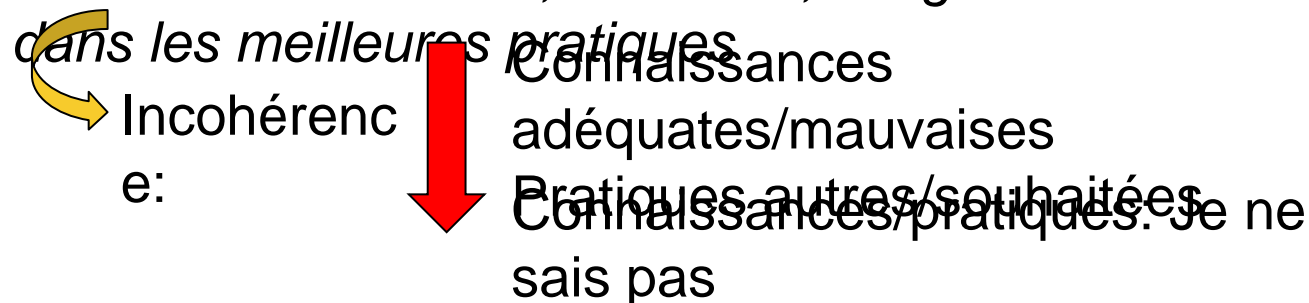 dans les meilleures pratiques
Connaissances
Incohérenc
adéquates/mauvaises
e:
Pratiques autres/souhaitées
Connaissances/pratiques: Je ne
sais pas